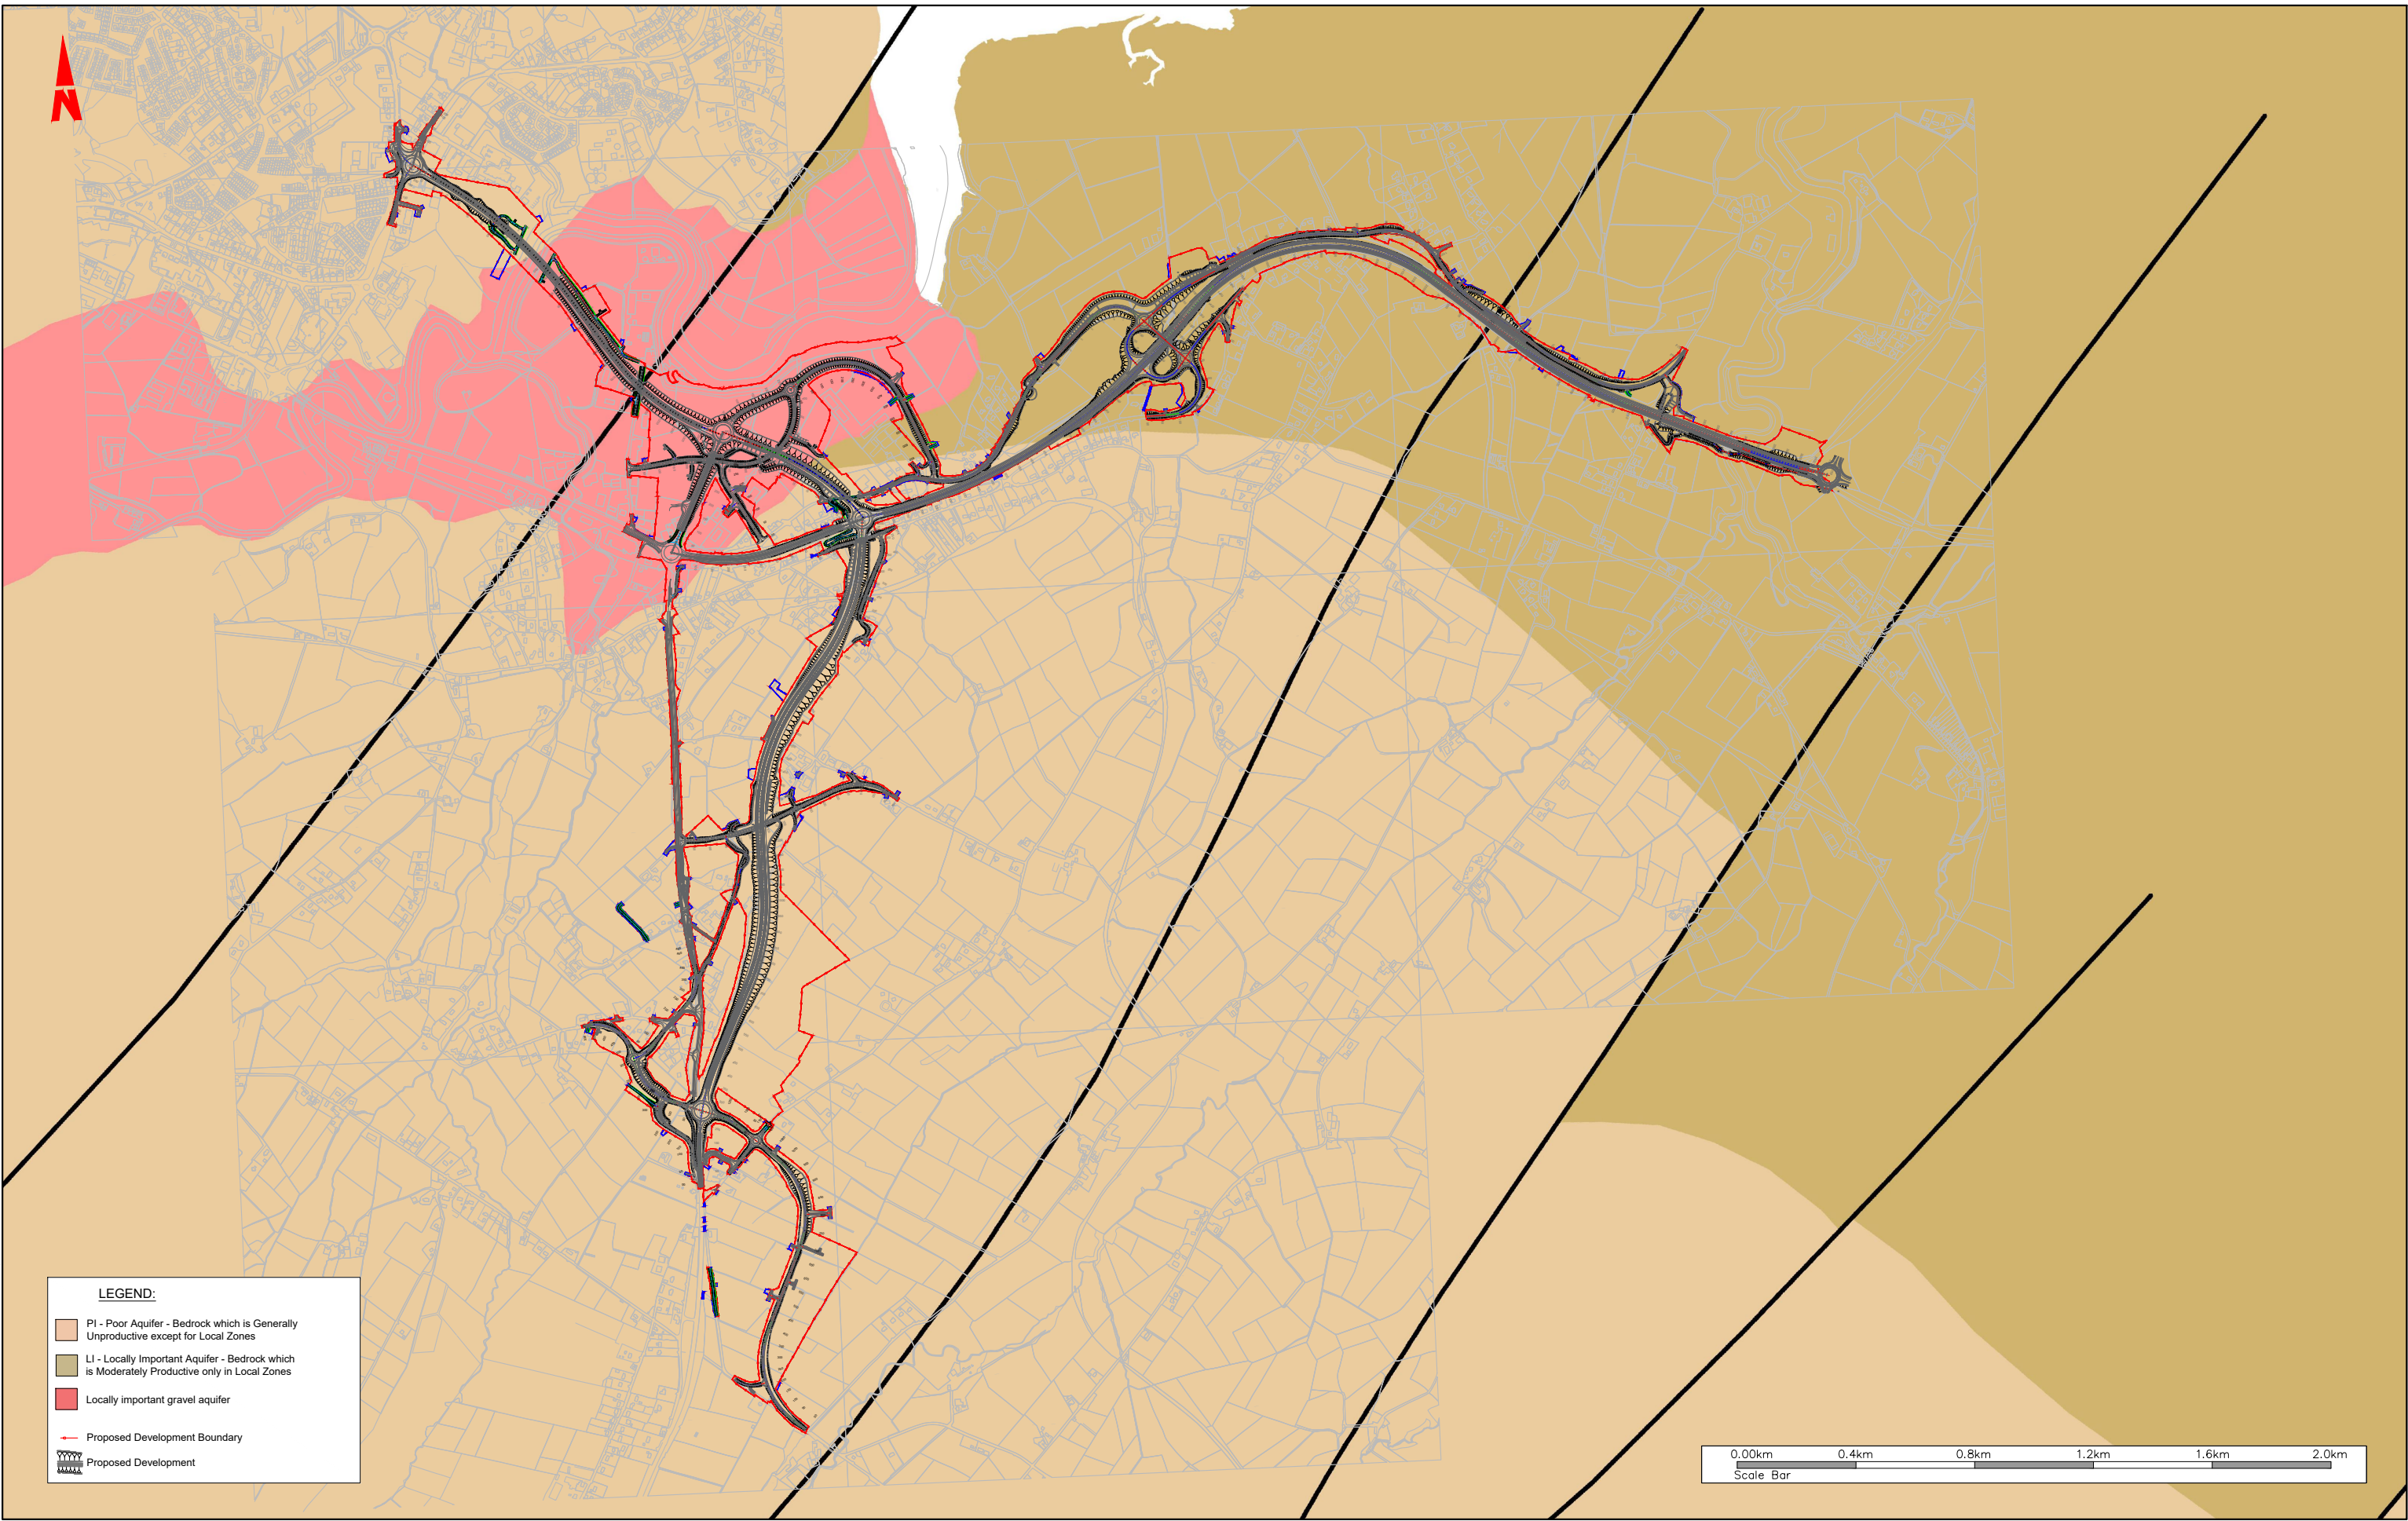 N
LEGEND:
PI - Poor Aquifer - Bedrock which is Generally
Unproductive except for Local Zones
LI - Locally Important Aquifer - Bedrock which
is Moderately Productive only in Local Zones
Locally important gravel aquifer
Proposed Development Boundary
Proposed Development
0.00km 0.4km 0.8km 1.2km 1.6km 2.0km
Scale Bar